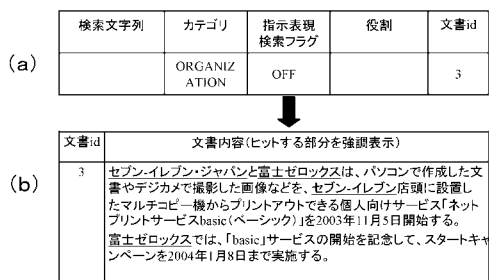 (a)
検索文字列 カテゴリ 指示表現 役割 文書id
検索フラグ
ORGANIZ OFF 3
ATION
(b)
文書id 文書内容(ヒットする部分を強調表示)
3 セブン-イレブン・ジャパンと富士ゼロックスは、パソコンで作成した文
書やデジカメで撮影した画像などを、セブン-イレブン店頭に設置し
たマルチコピー機からプリントアウトできる個人向けサービス「ネット
プリントサービスbasic(ベーシック)」を2003年11月5日開始する。
富士ゼロックスでは、「basic」サービスの開始を記念して、スタートキャ
ンペーンを2004年1月8日まで実施する。